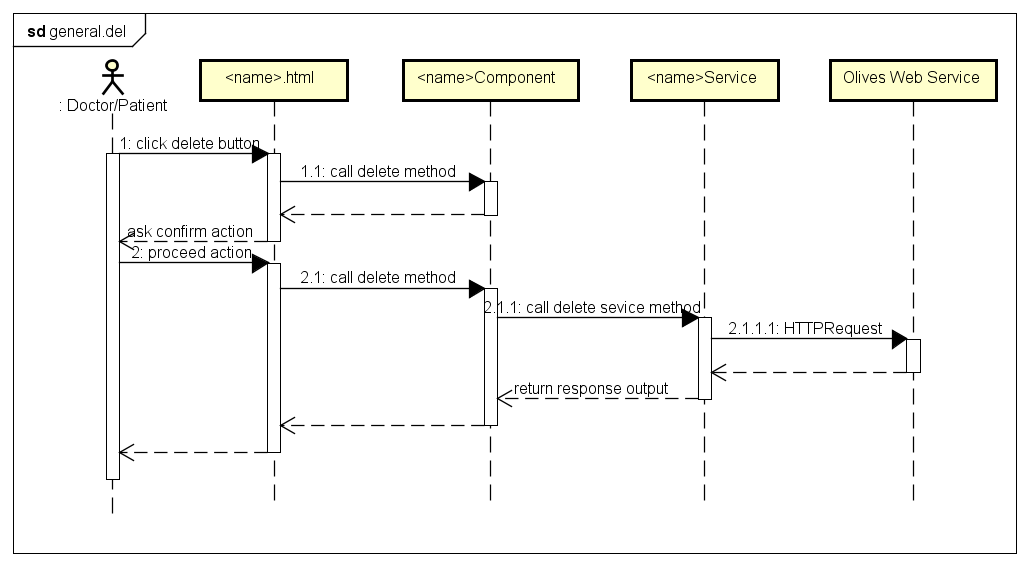 sd general.del
<name>.html
<name>Component
<name>Service
Olives Web Service
: Doctor/Patient
1: click delete button
1.1: call delete method
ask confirm action
2: proceed action
2.1: call delete method
2.1.1: call delete sevice method
2.1.1.1: HTTPRequest
return response output